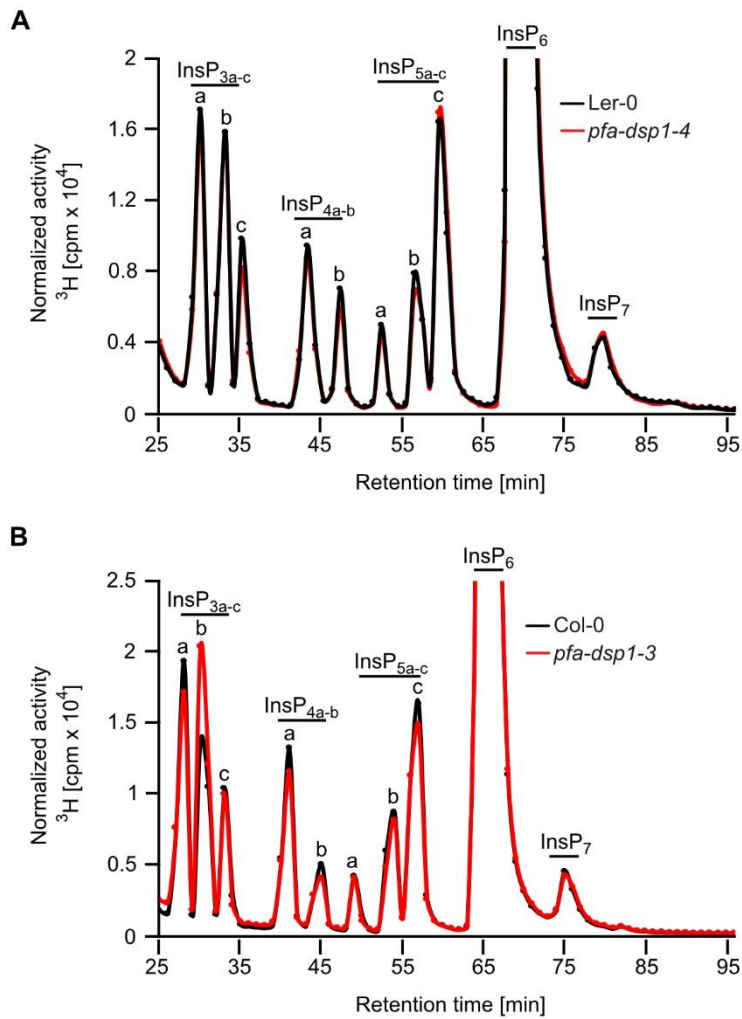 A
InsP6
2
InsP3a-c
InsP5a-c
a
c
Ler-0
pfa-dsp1-4
1.6
b
Normalized activity
3H [cpm x 10^4]
1.2
c
InsP4a-b
a
b
b
0.8
a
InsP7
0.4
0
25 35 45 55 65 75 85 95
Retention time [min]
B
InsP6
2.5
InsP3a-c
b
Col-0
pfa-dsp1-3
a
InsP5a-c
2
c
InsP4a-b
Normalized activity
3H [cpm x 10^4]
1.5
a
c
b
1
b
a
InsP7
0.5
0
25 35 45 55 65 75 85 95
Retention time [min]